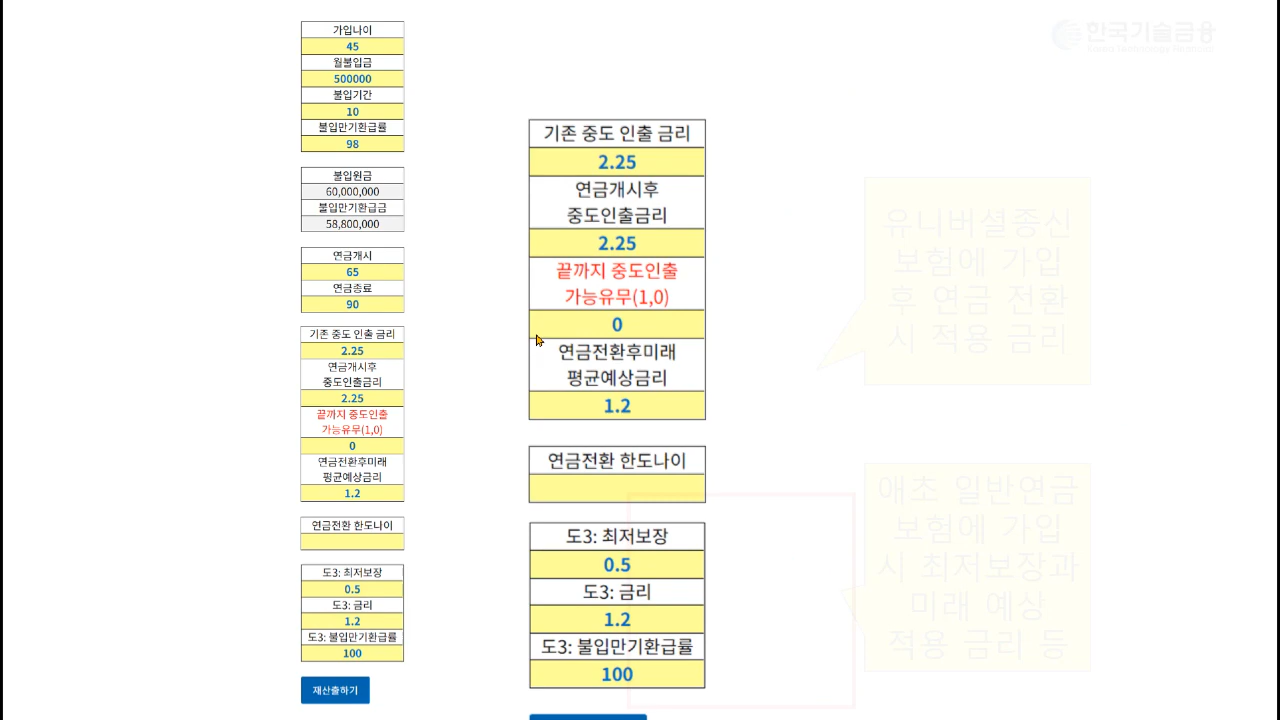 한국기술금융
가입나이
45
월불입금
500000
불입기간
10
불입만기환급률
98
불입원금
60,000,000
불입만기환급금
58,800,000
연금개시
65
연금종료
90
기존 중도 인출 금리
2.25
연금개시후
중도인출금리
2.25
끝까지 중도인출
가능유무(1,0)
0
연금전환후미래
평균예상금리
1.2
연금전환 한도나이
도3: 최저보장
0.5
도3: 금리
1.2
도3: 불입만기환급률
100
재산출하기
기존 중도 인출 금리
2.25
연금개시후
중도인출금리
2.25
끝까지 중도인출
가능유무(1,0)
0
연금전환후미래
평균예상금리
1.2
연금전환 한도나이
도3: 최저보장
0.5
도3: 금리
1.2
도3: 불입만기환급률
100
유니버셜종신
보험에 가입
후 연금 전환
시 적용 금리
애초 일반연금
보험에 가입
시 최저보장과
미래 예상
적용 금리 등